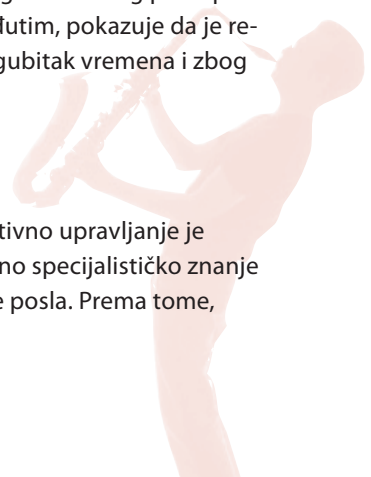 đutim, pokazuje da je re-
gubitak vremena i zbog
tivno upravljanje je
no specijalističko znanje
e posla. Prema tome,